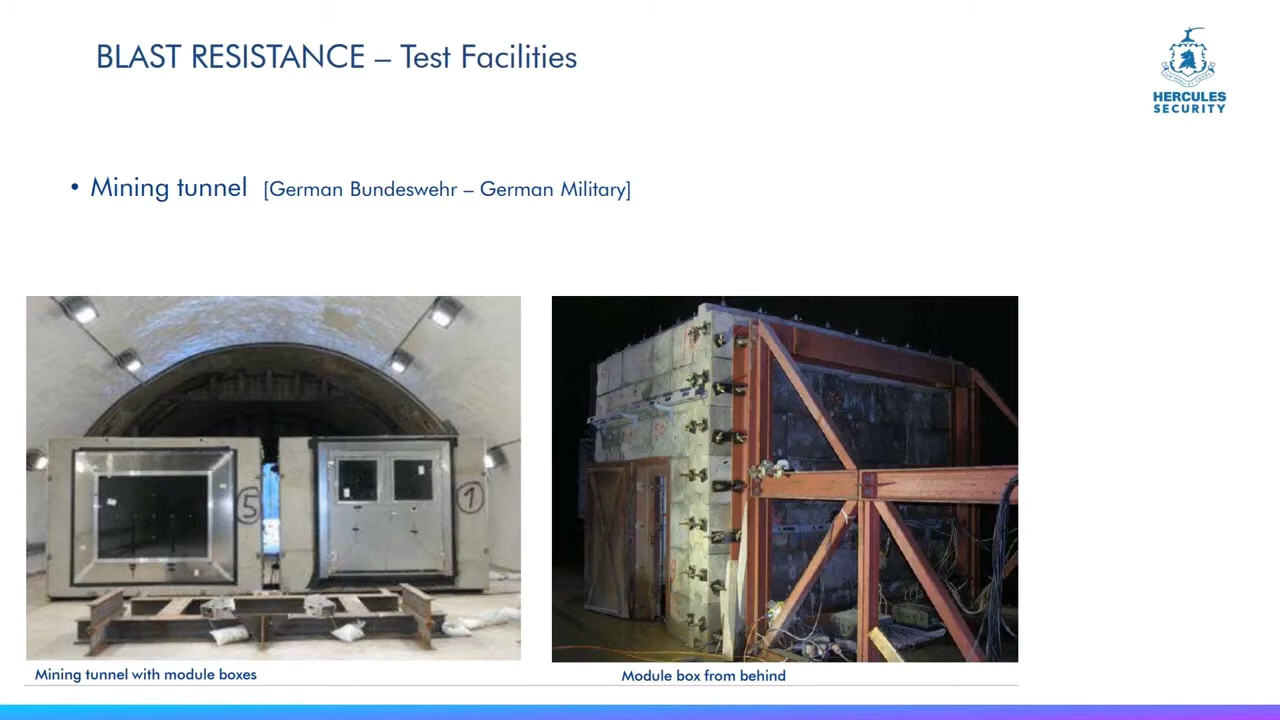 BLAST RESISTANCE – Test Facilities
HERCULES
SECURITY
• Mining tunnel [German Bundeswehr – German Military]
5
1
Mining tunnel with module boxes
Module box from behind